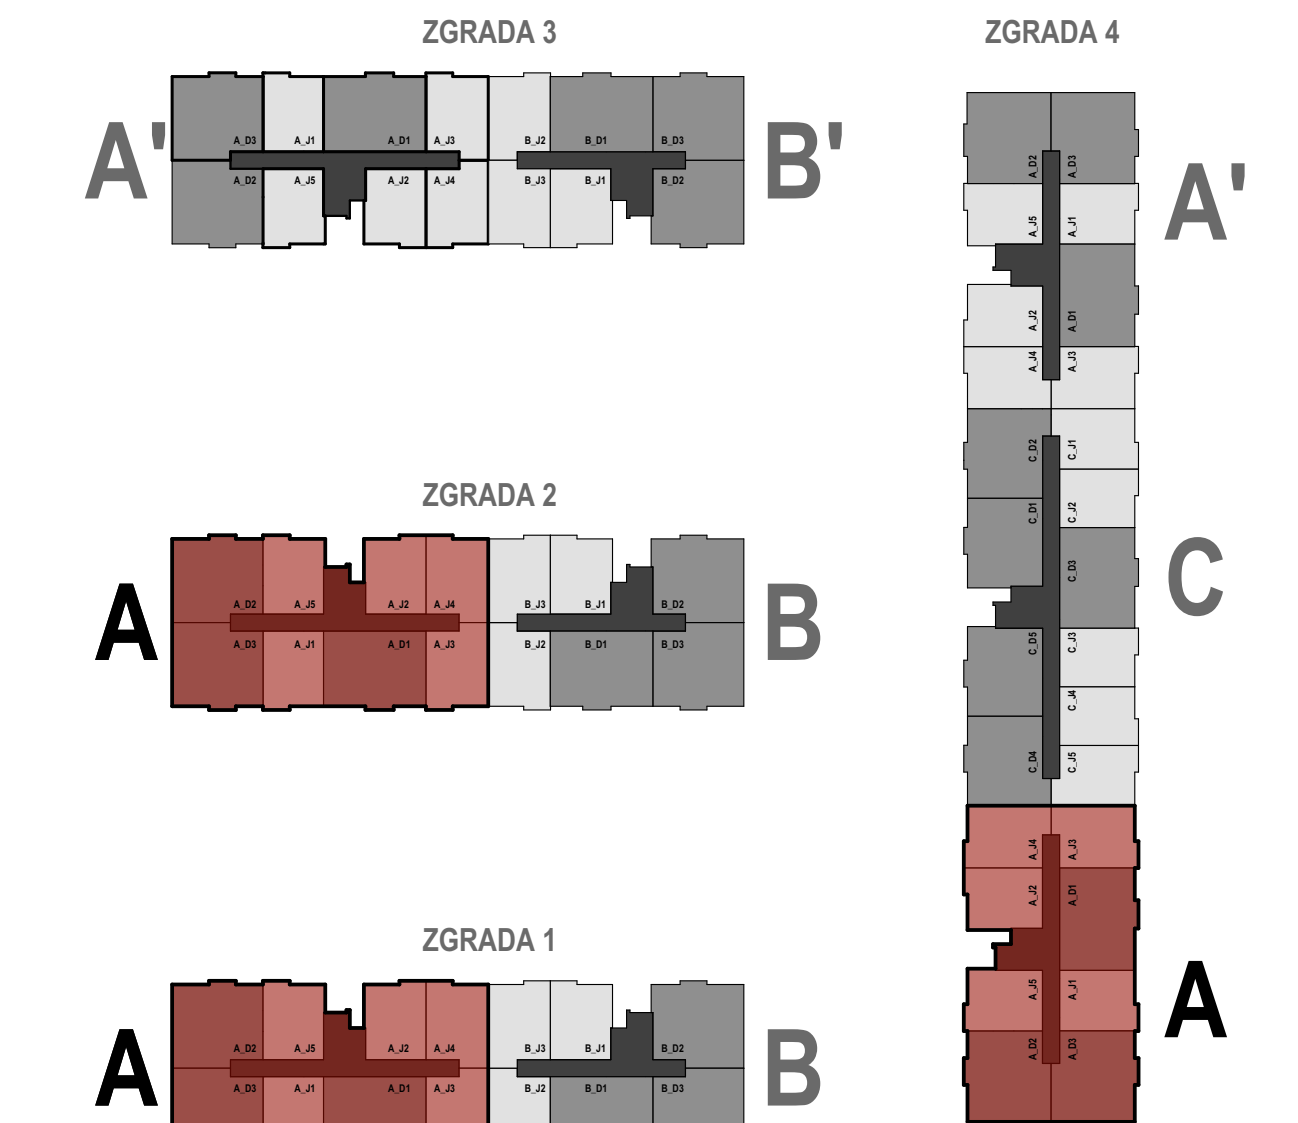 ZGRADA 3
A'
A_D3 A_J1 A_D1 A_J3 B_J2 B_D1 B_D3
A_D2 A_J5 A_J2 A_J4 B_J3 B_J1 B_D2
B'
ZGRADA 2
A
A_D2 A_J5 A_J2 A_J4 B_J3 B_J1 B_D2
A_D3 A_J1 A_D1 A_J3 B_J2 B_D1 B_D3
B
ZGRADA 1
A
A_D2 A_J5 A_J2 A_J4 B_J3 B_J1 B_D2
A_D3 A_J1 A_D1 A_J3 B_J2 B_D1 B_D3
B
ZGRADA 4
A_D2 A_D3
A'
A_J5 A_J1
A_J2 A_D1
A_J4 A_J3
C_D2 C_J1
C_D1 C_J2
C_D3
C
C_D5 C_J3
C_J4
C_D4 C_J5
A_J4 A_J3
A_J2 A_D1
A_J5 A_J1
A
A_D2 A_D3